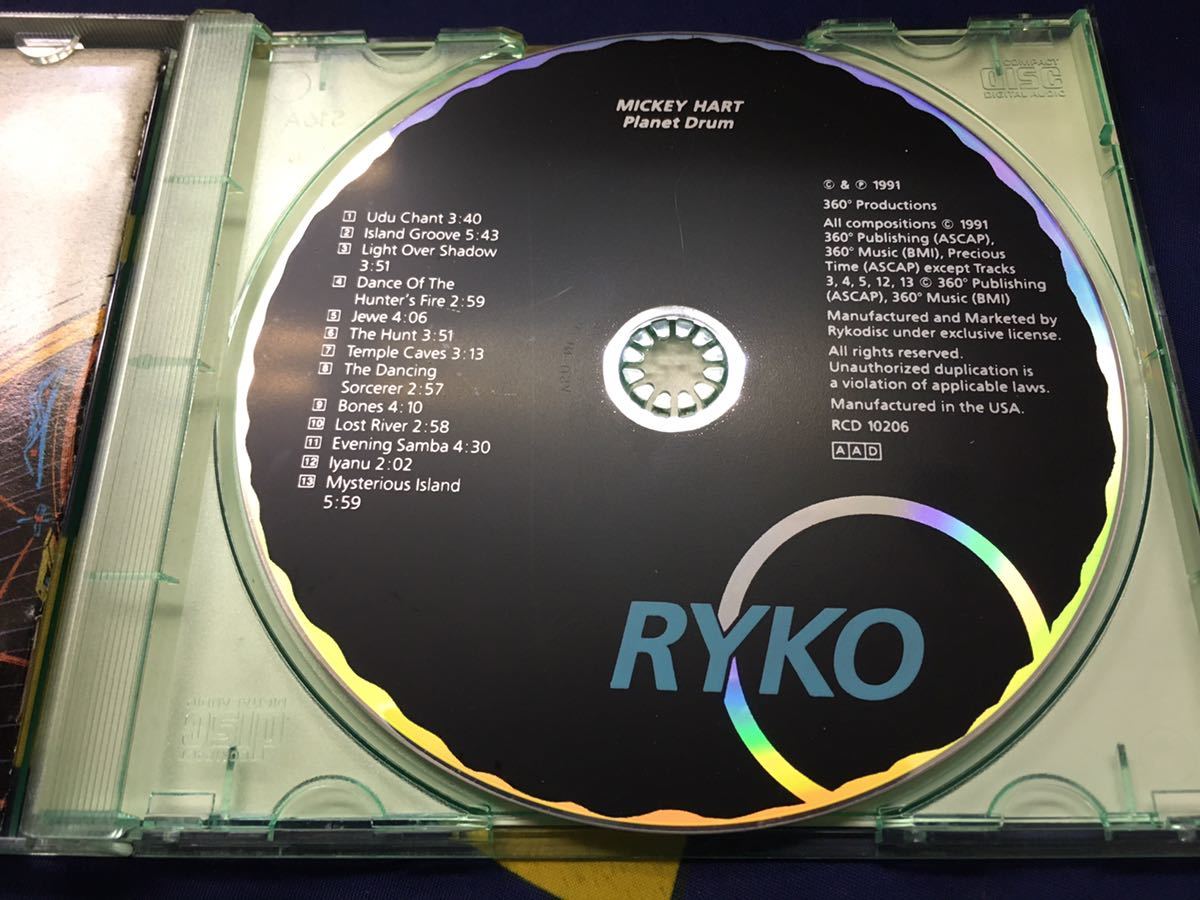 MICKEY HART
Planet Drum
1 Udu Chant 3:40
2 Island Groove 5:43
3 Light Over Shadow
3:51
4 Dance Of The
Hunter's Fire 2:59
5 Jewe 4:06
6 The Hunt 3:51
7 Temple Caves 3:13
8 The Dancing
Sorcerer 2:57
9 Bones 4:10
10 Lost River 2:58
11 Evening Samba 4:30
12 Iyanu 2:02
13 Mysterious Island
5:59
© & ℗ 1991
360° Productions
All compositions © 1991
360° Publishing (ASCAP),
360° Music (BMI), Precious
Time (ASCAP) except Tracks
3, 4, 5, 12, 13 © 360° Publishing
(ASCAP), 360° Music (BMI)
Manufactured and Marketed by
Rykodisc under exclusive license.
All rights reserved.
Unauthorized duplication is
a violation of applicable laws.
Manufactured in the USA.
RCD 10206
AAD
RYKO
COMPACT
disc
DIGITAL AUDIO